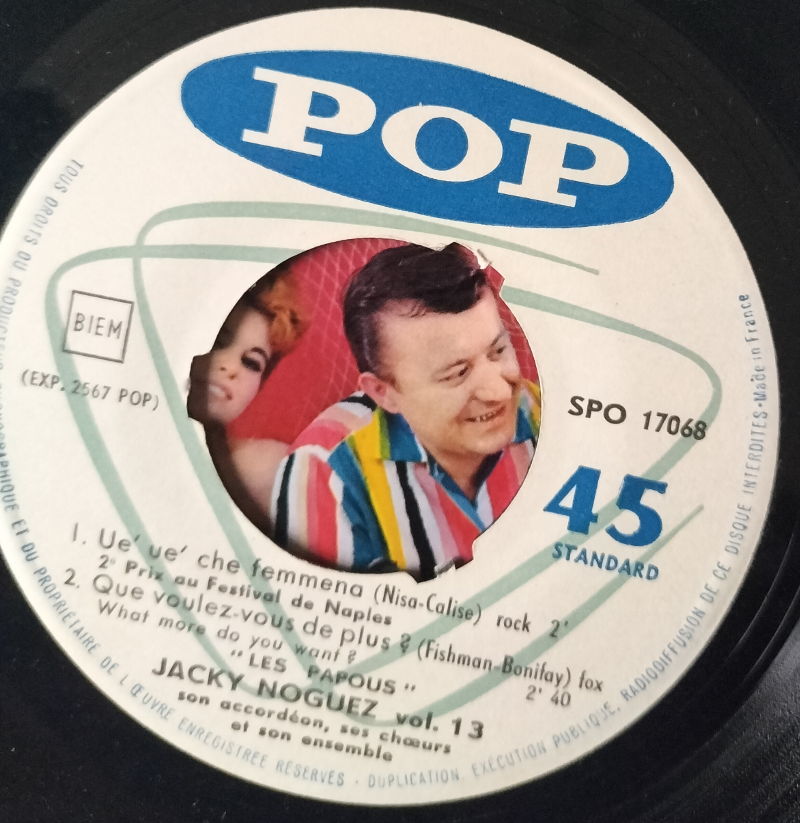 POP
BIEM
(EXP. 2567 POP)
SPO 17068
45
STANDARD
1. Ue' ue' che femmena (Nisa-Calise) rock 2'
2e Prix au Festival de Naples
2. Que voulez-vous de plus ? (Fishman-Bonifay) fox
What more do you want ? 2' 40
"LES PAPOUS"
JACKY NOGUEZ vol. 13
son accordéon, ses chœurs
et son ensemble
TOUS DROITS DU PRODUCTEUR PHONOGRAPHIQUE ET DU PROPRIÉTAIRE DE L'ŒUVRE ENREGISTRÉE RÉSERVÉS - DUPLICATION, EXÉCUTION PUBLIQUE, RADIODIFFUSION DE CE DISQUE INTERDITES - Made in France